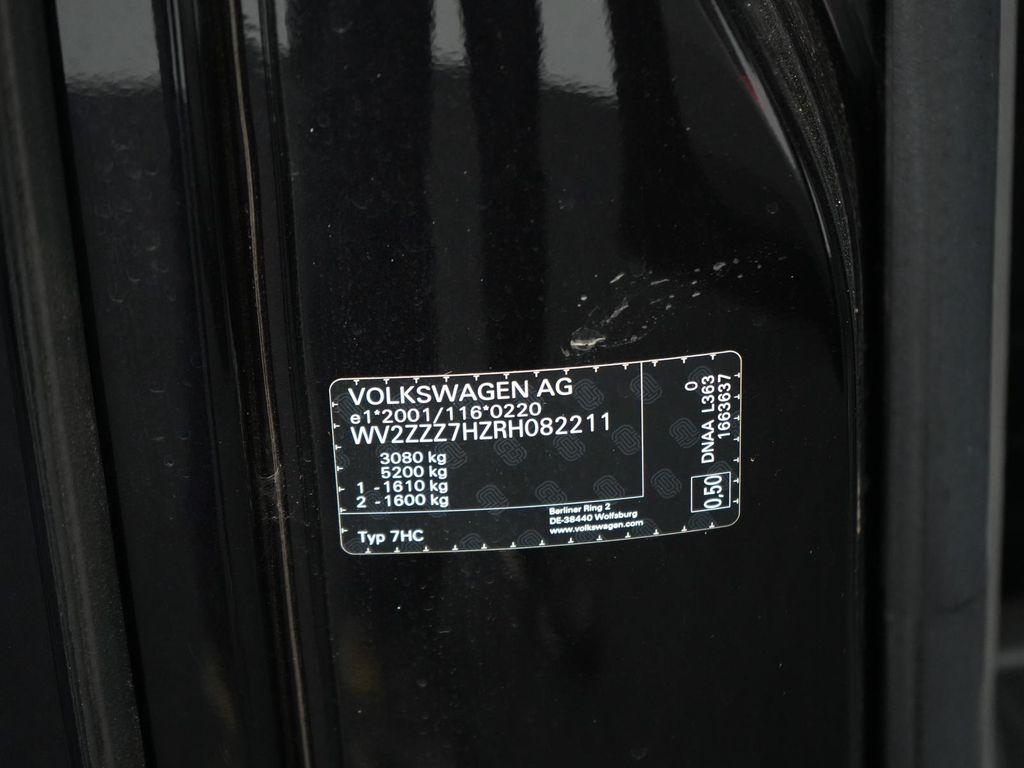 VOLKSWAGEN AG
e1*2001/116*0220
WV2ZZZ7HZRH082211
3080 kg
5200 kg
1 -1610 kg
2 -1600 kg
Typ 7HC
Berliner Ring 2
DE-38440 Wolfsburg
www.volkswagen.com
0,50
DNAA L363 0
1663637